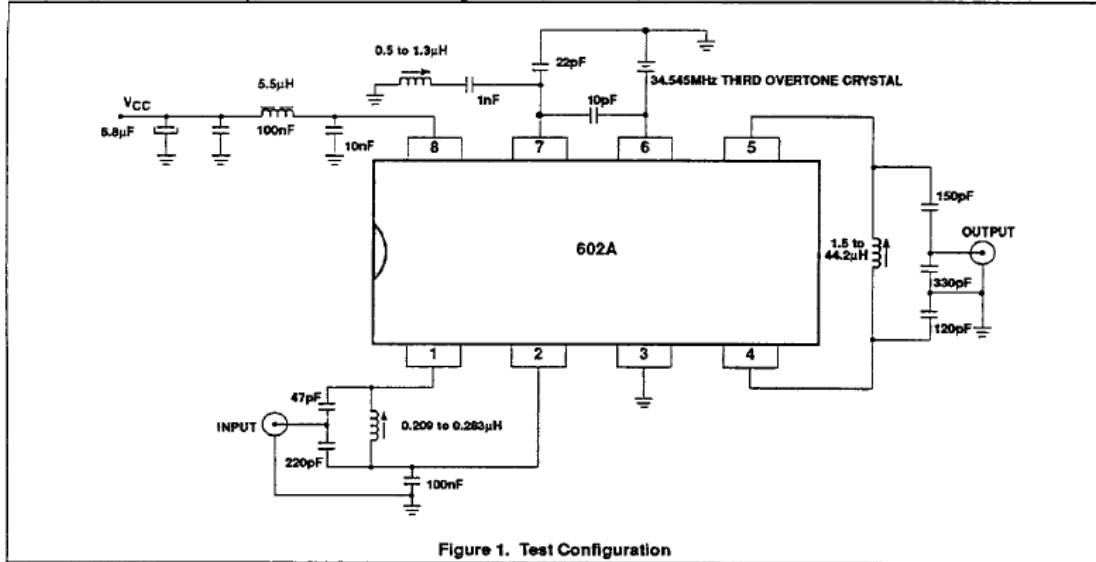 0.5 to 1.3µH
22pF
34.545MHz THIRD OVERTONE CRYSTAL
5.5µH
1nF
10pF
VCC
6.8µF
100nF
10nF
8
7
6
5
150pF
602A
1.5 to
44.2µH
OUTPUT
330pF
120pF
1
2
3
4
47pF
INPUT
0.209 to 0.283µH
220pF
100nF
Figure 1. Test Configuration